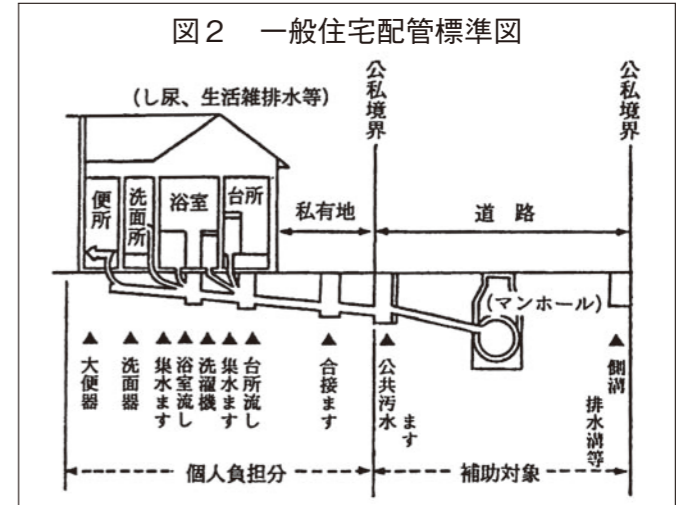 図２　一般住宅配管標準図
（し尿、生活雑排水等）
公私境界
公私境界
便所
洗面所
浴室
台所
私有地
道　路
（マンホール）
大便器
洗面器
集水ます
浴室流し
洗濯機
集水ます
台所流し
合接ます
公共汚水ます
側溝
排水溝等
個人負担分
補助対象